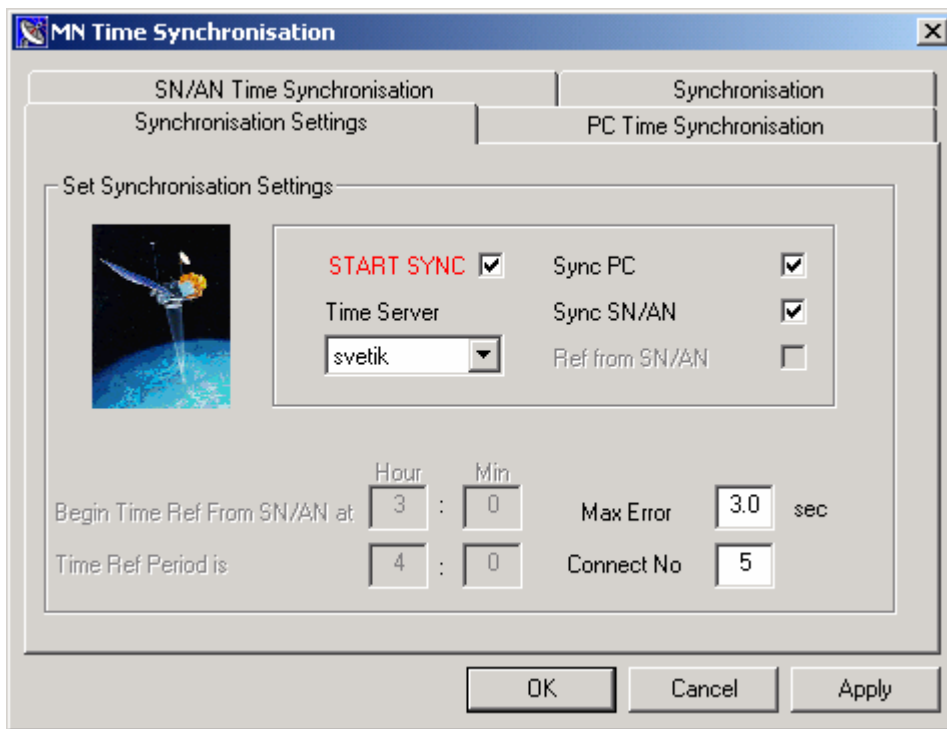 MN Time Synchronisation
SN/AN Time Synchronisation Synchronisation
Synchronisation Settings PC Time Synchronisation
Set Synchronisation Settings
START SYNC Sync PC
Time Server Sync SN/AN
svetik Ref from SN/AN
Hour Min
Begin Time Ref From SN/AN at 3 : 0 Max Error 3.0 sec
Time Ref Period is 4 : 0 Connect No 5
OK Cancel Apply